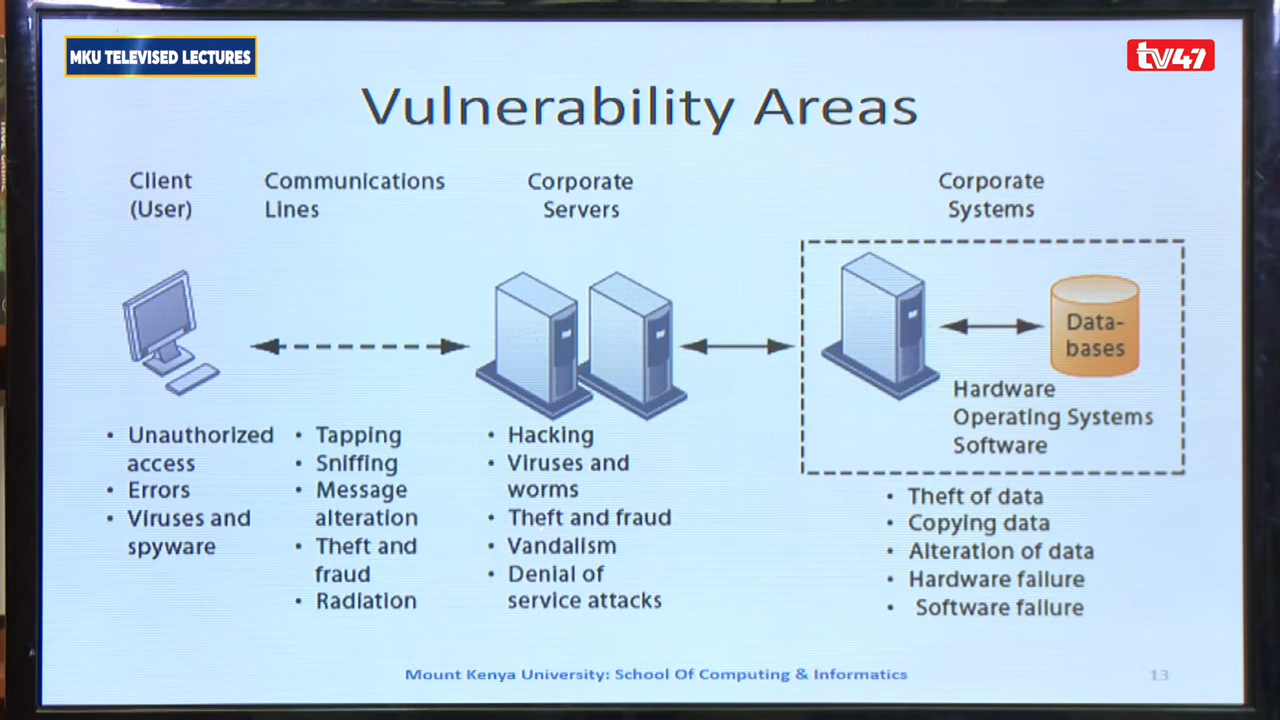 MKU TELEVISED LECTURES
tv47
Vulnerability Areas
Client
(User)
Communications
Lines
Corporate
Servers
Corporate
Systems
Data-
bases
Hardware
Operating Systems
Software
• Unauthorized
access
• Errors
• Viruses and
spyware
• Tapping
• Sniffing
• Message
alteration
• Theft and
fraud
• Radiation
• Hacking
• Viruses and
worms
• Theft and fraud
• Vandalism
• Denial of
service attacks
• Theft of data
• Copying data
• Alteration of data
• Hardware failure
• Software failure
Mount Kenya University: School Of Computing & Informatics
13